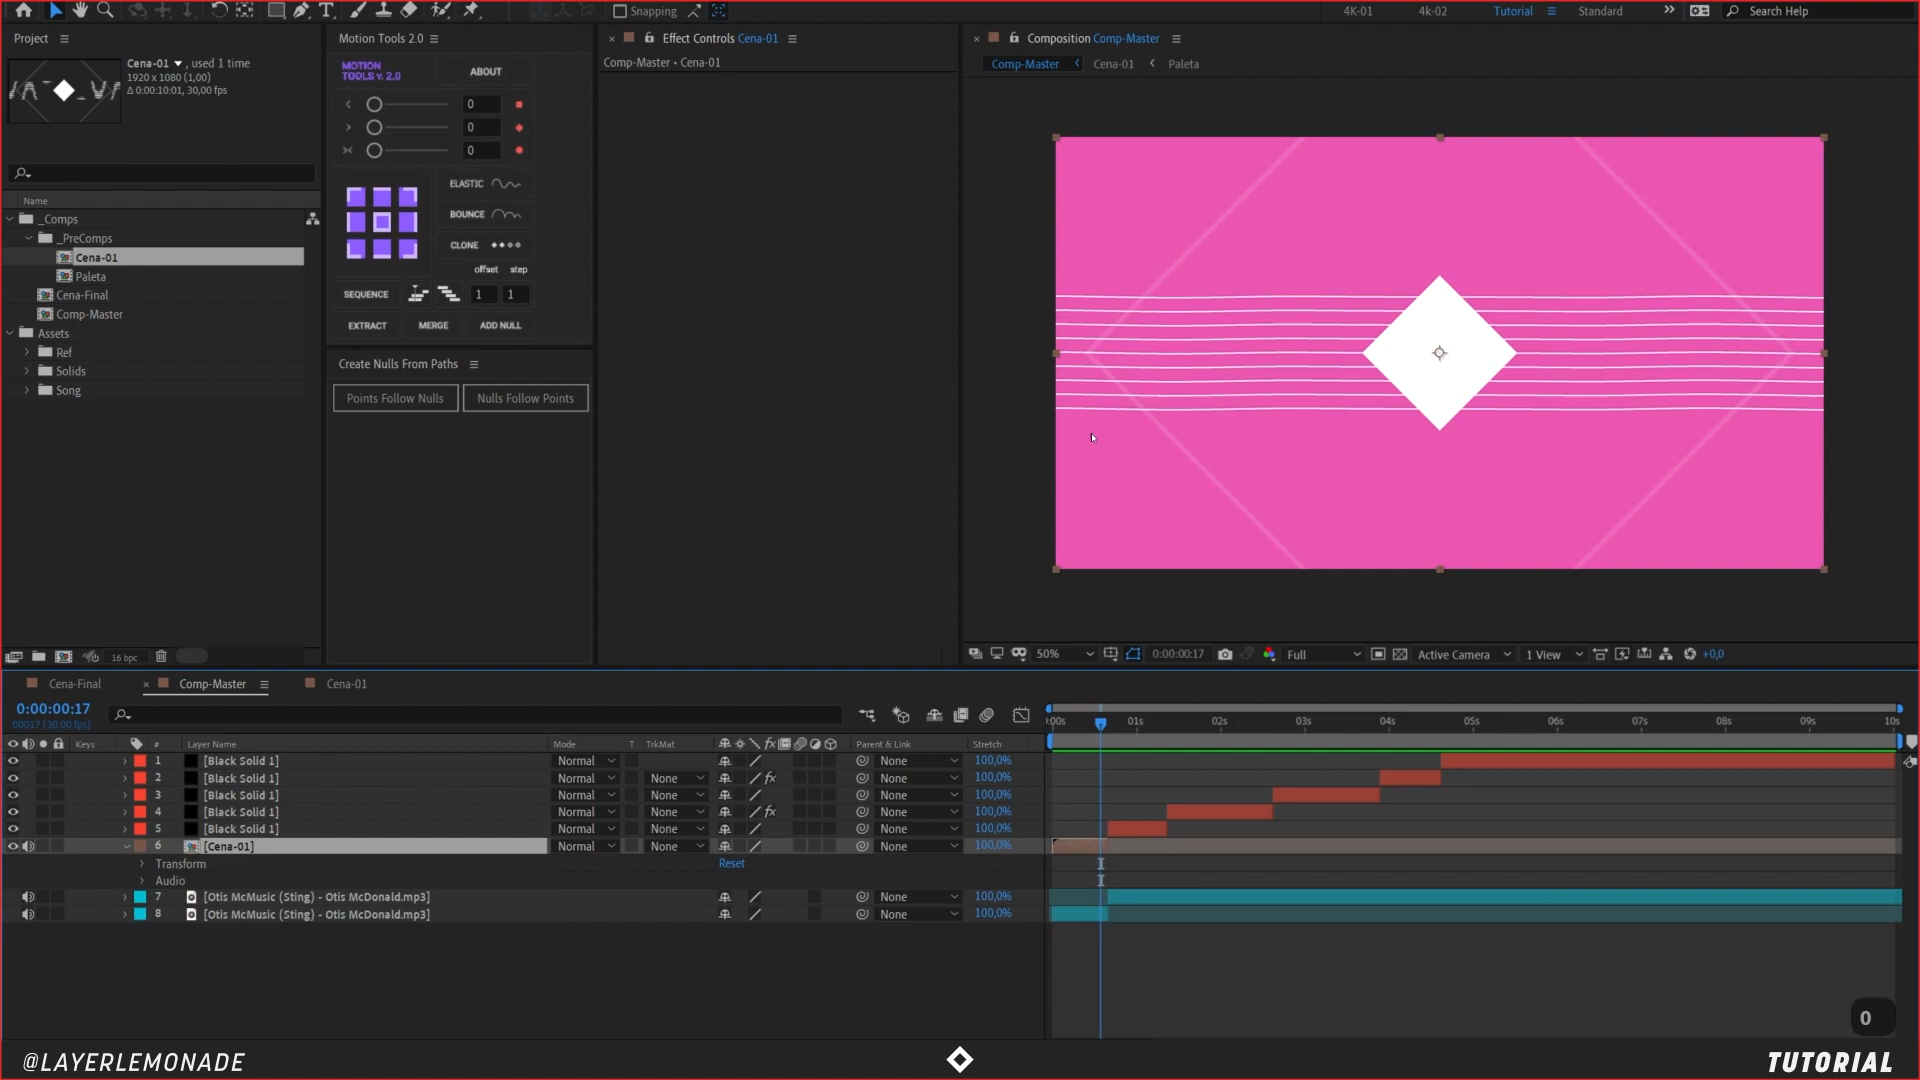 Snapping
4K-01
4k-02
Tutorial
Standard
Search Help
Project
Cena-01, used 1 time
1920 x 1080 (1,00)
Δ 0:00:10:01, 30,00 fps
Name
_Comps
_PreComps
Cena-01
Paleta
Cena-Final
Comp-Master
Assets
Ref
Solids
Song
16 bpc
Motion Tools 2.0
MOTION
TOOLS v. 2.0
ABOUT
0
0
0
ELASTIC
BOUNCE
CLONE
offset step
SEQUENCE
1 1
EXTRACT MERGE ADD NULL
Create Nulls From Paths
Points Follow Nulls
Nulls Follow Points
Effect Controls Cena-01
Comp-Master • Cena-01
Composition Comp-Master
Comp-Master
Cena-01
Paleta
50%
0:00:00:17
Full
Active Camera
1 View
+0,0
Cena-Final
Comp-Master
Cena-01
0:00:00:17
00017 (30.00 fps)
Keys # Layer Name Mode T TrkMat Parent & Link Stretch
:00s 01s 02s 03s 04s 05s 06s 07s 08s 09s 10s
1 [Black Solid 1] Normal None 100,0%
2 [Black Solid 1] Normal None fx None 100,0%
3 [Black Solid 1] Normal None None 100,0%
4 [Black Solid 1] Normal None fx None 100,0%
5 [Black Solid 1] Normal None None 100,0%
6 [Cena-01] Normal None None 100,0%
Transform Reset
Audio
7 [Otis McMusic (Sting) - Otis McDonald.mp3] None 100,0%
8 [Otis McMusic (Sting) - Otis McDonald.mp3] None 100,0%
0
@LAYERLEMONADE
TUTORIAL